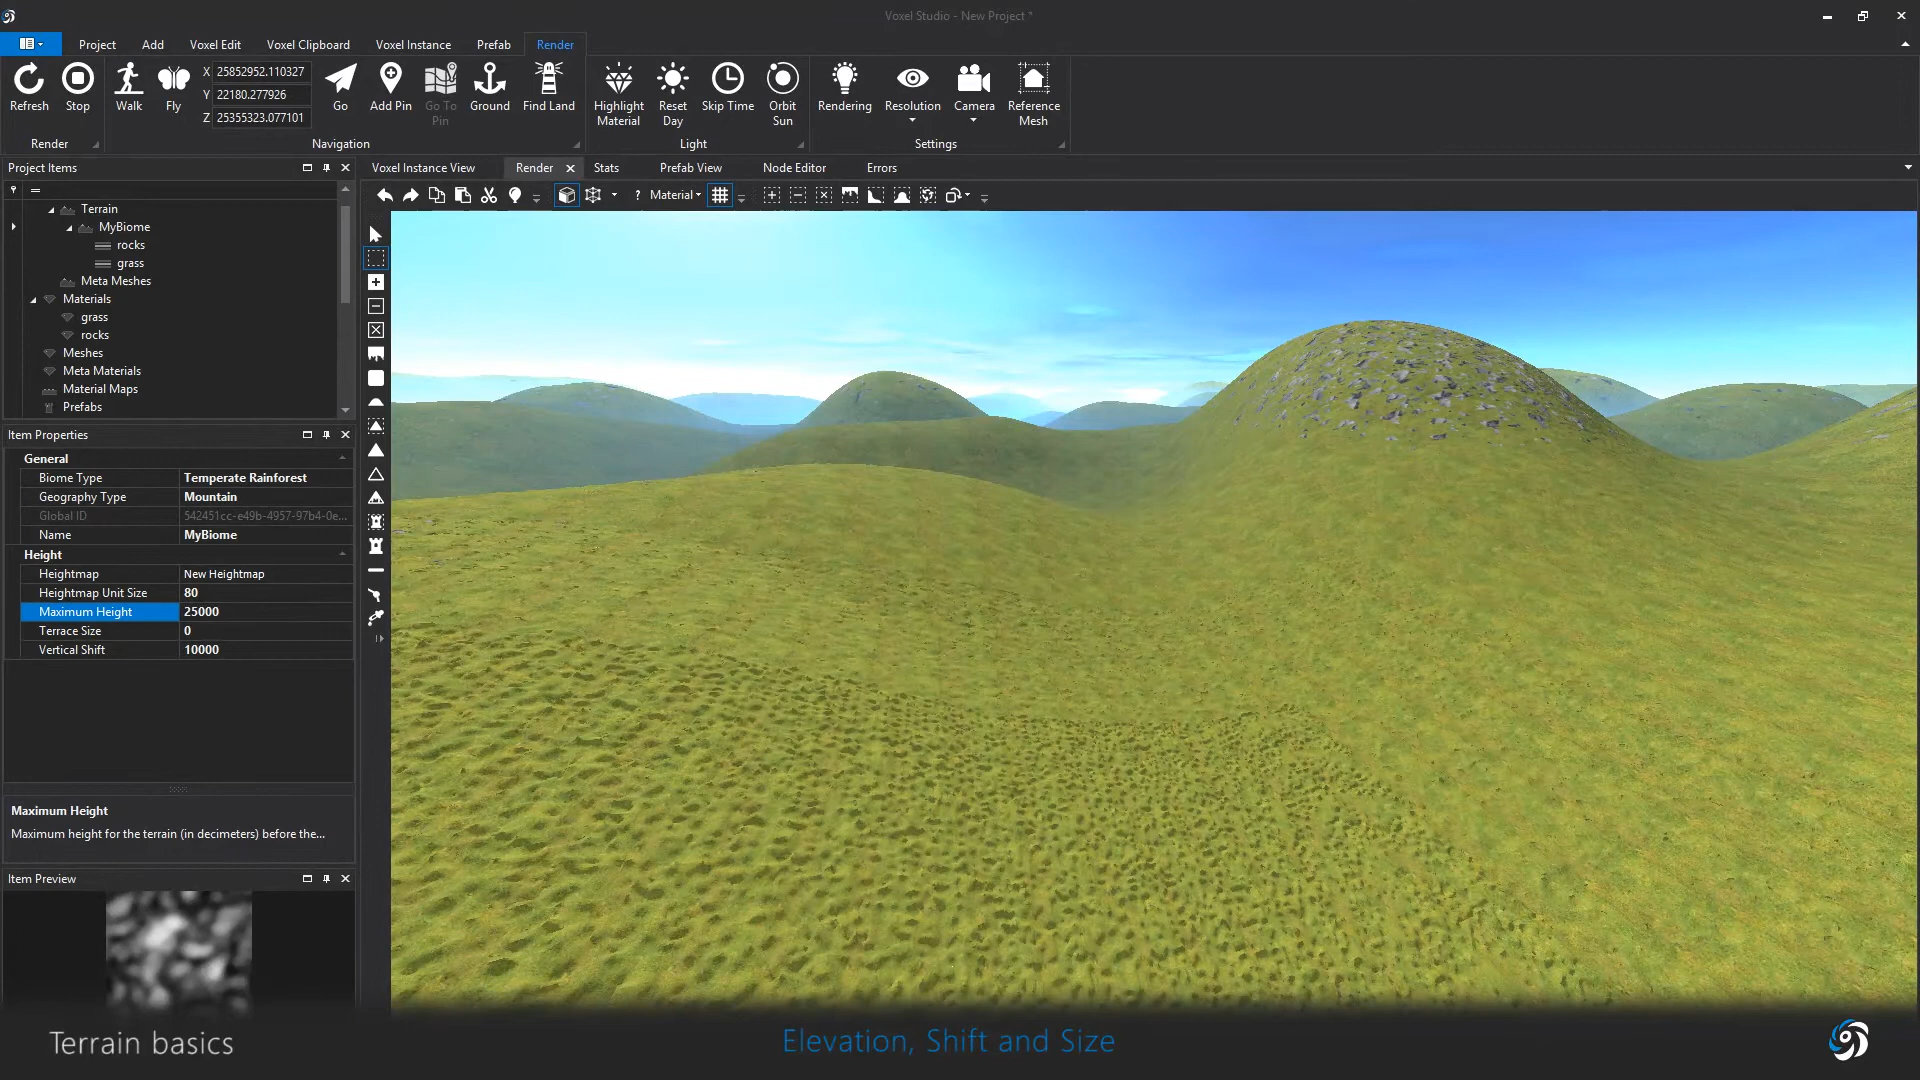 Voxel Studio - New Project *
Project Add Voxel Edit Voxel Clipboard Voxel Instance Prefab Render
Refresh Stop Walk Fly
X 25852952.110327
Y 22180.277926
Z 25355323.077101
Go Add Pin Go To Pin Ground Find Land
Highlight Material Reset Day Skip Time Orbit Sun
Rendering Resolution Camera Reference Mesh
Render Navigation Light Settings
Project Items
Voxel Instance View Render Stats Prefab View Node Editor Errors
? Material
Terrain
MyBiome
rocks
grass
Meta Meshes
Materials
grass
rocks
Meshes
Meta Materials
Material Maps
Prefabs
Item Properties
General
Biome Type Temperate Rainforest
Geography Type Mountain
Global ID 542451cc-e49b-4957-97b4-0e...
Name MyBiome
Height
Heightmap New Heightmap
Heightmap Unit Size 80
Maximum Height 25000
Terrace Size 0
Vertical Shift 10000
Maximum Height
Maximum height for the terrain (in decimeters) before the...
Item Preview
Terrain basics
Elevation, Shift and Size